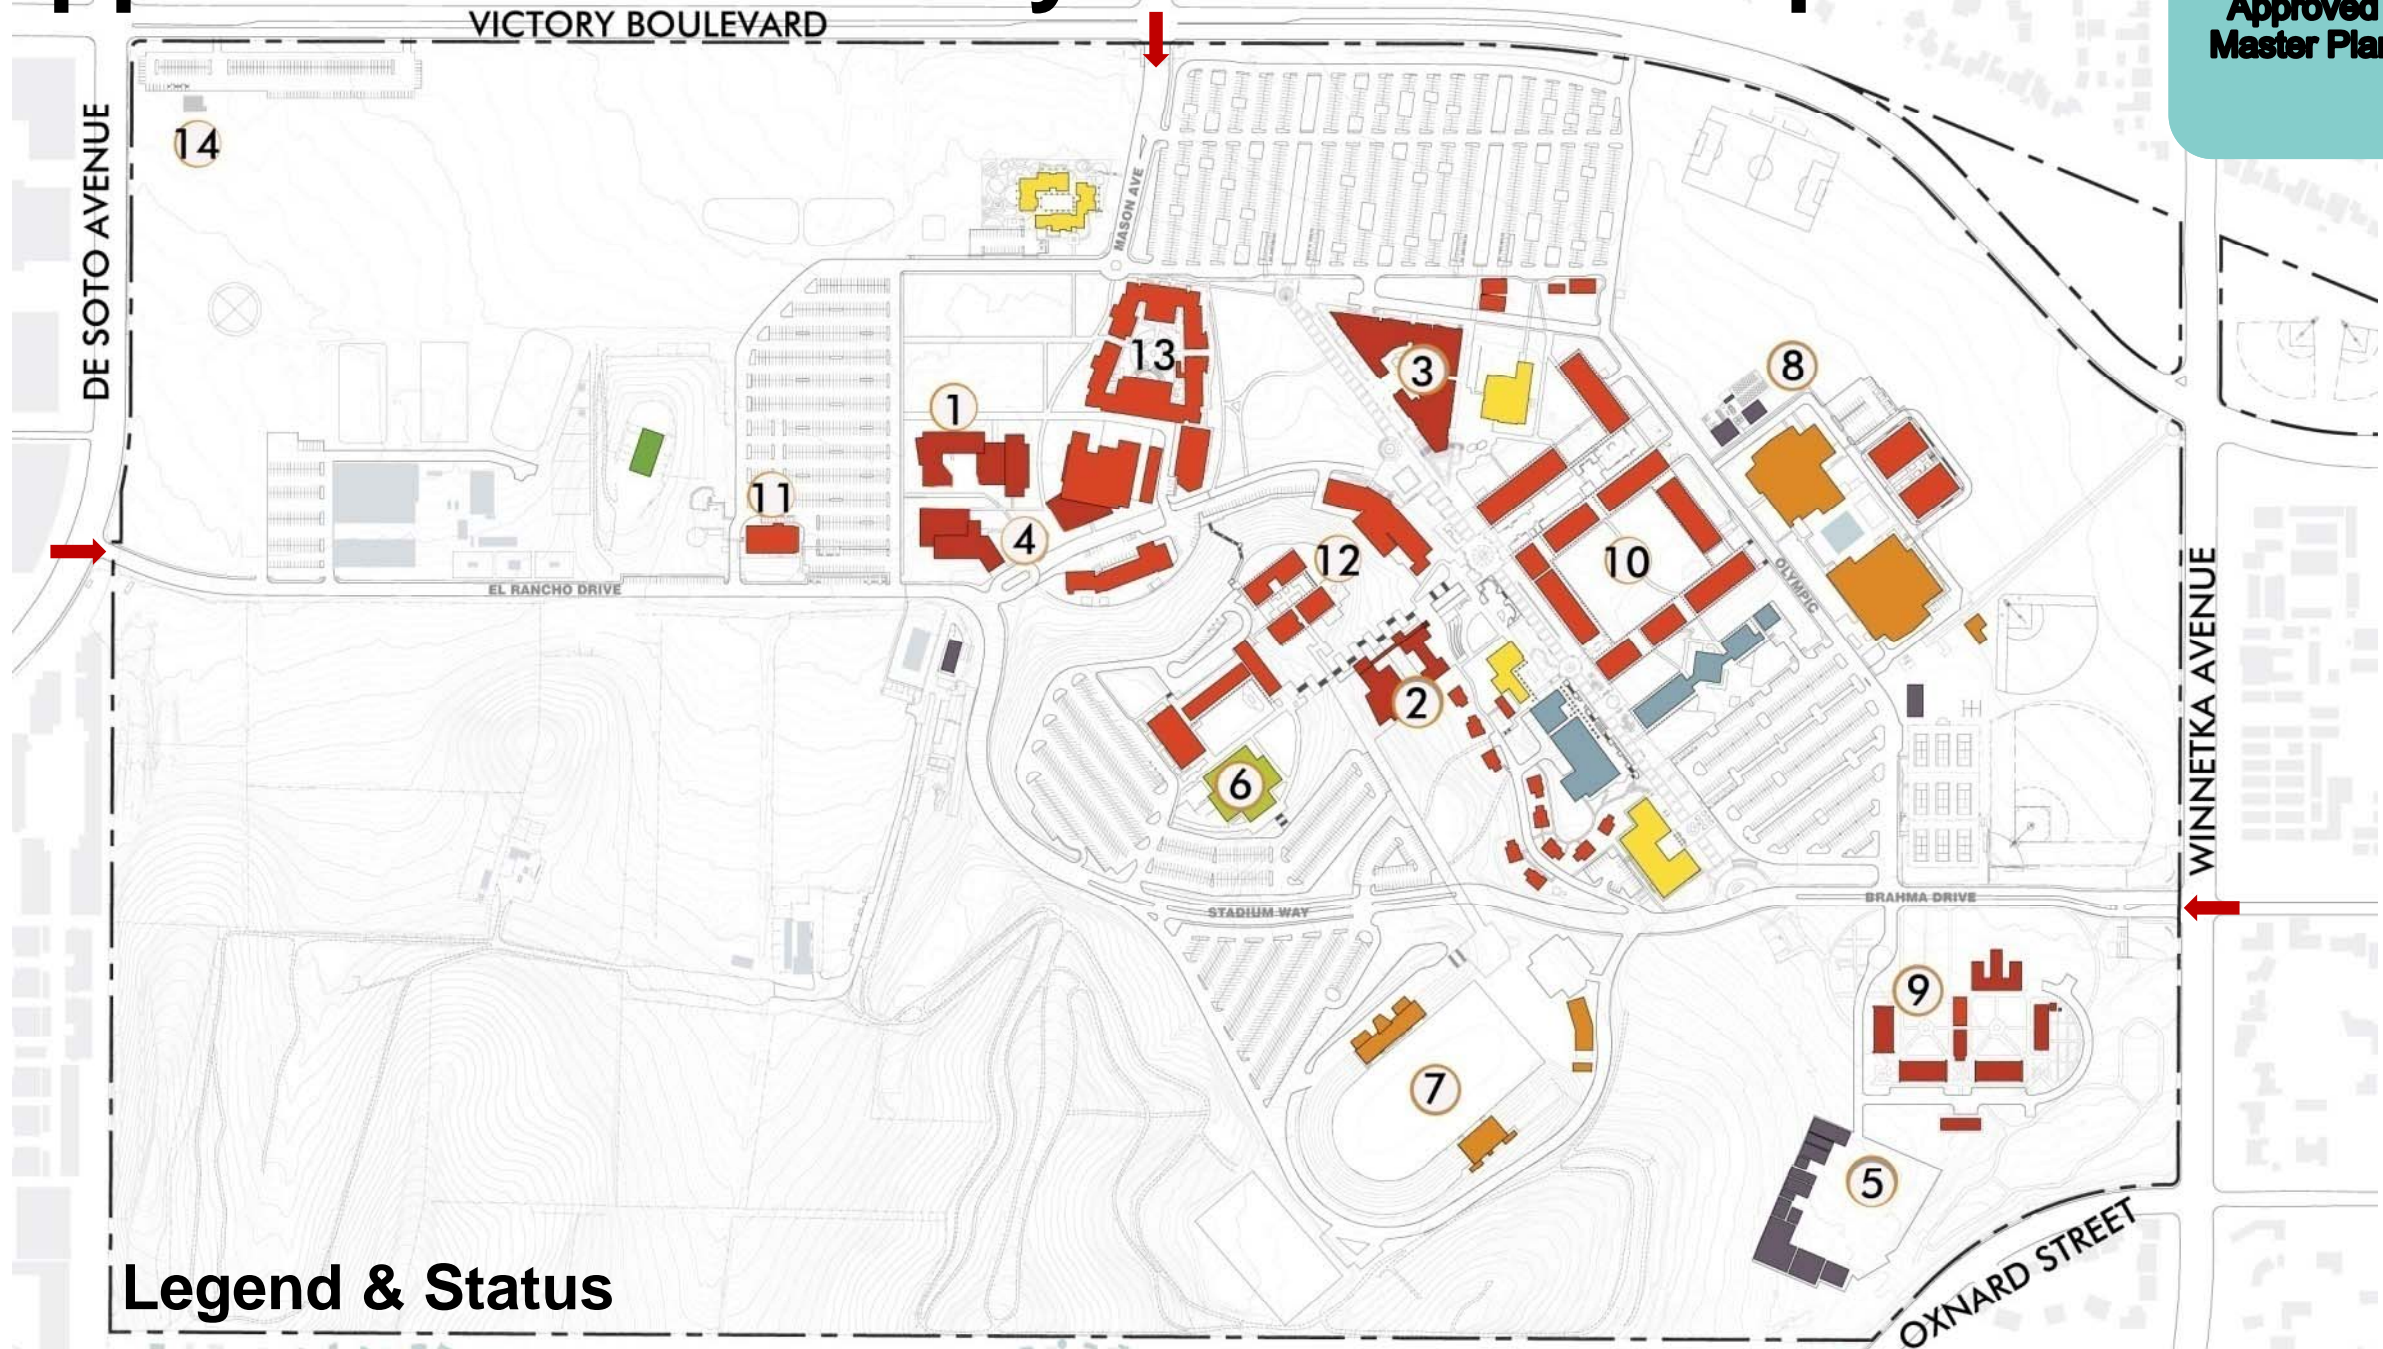 VICTORY BOULEVARD
Approved
Master Plan
DE SOTO AVENUE
14
MASON AVE
13
3
8
1
11
4
12
10
OLYMPIC
EL RANCHO DRIVE
2
6
WINNETKA AVENUE
BRAHMA DRIVE
STADIUM WAY
9
7
5
OXNARD STREET
Legend & Status